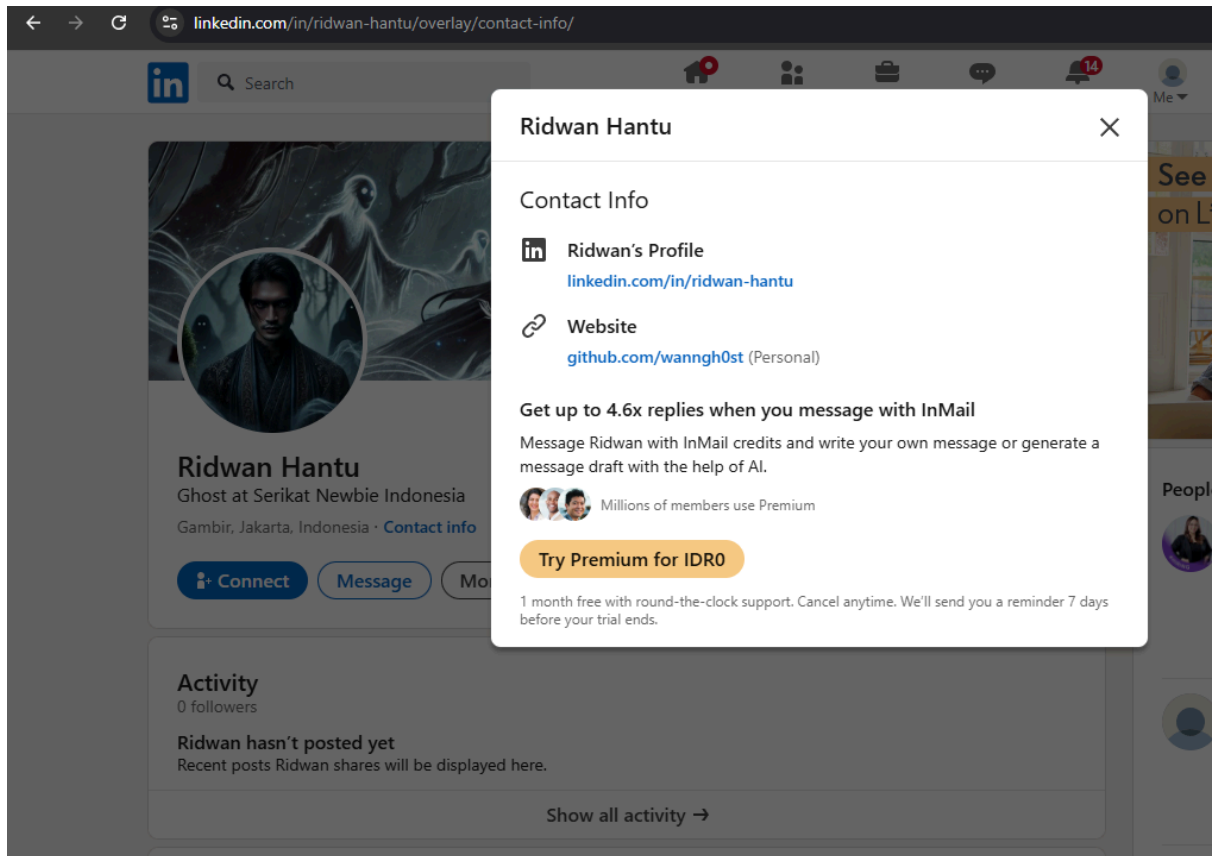 linkedin.com/in/ridwan-hantu/overlay/contact-info/
in
Search
14
Me
Ridwan Hantu
Contact Info
in
Ridwan's Profile
linkedin.com/in/ridwan-hantu
Website
github.com/wanngh0st (Personal)
Get up to 4.6x replies when you message with InMail
Message Ridwan with InMail credits and write your own message or generate a
message draft with the help of AI.
Millions of members use Premium
Try Premium for IDR0
1 month free with round-the-clock support. Cancel anytime. We'll send you a reminder 7 days
before your trial ends.
Ridwan Hantu
Ghost at Serikat Newbie Indonesia
Gambir, Jakarta, Indonesia · Contact info
Connect
Message
Activity
0 followers
Ridwan hasn't posted yet
Recent posts Ridwan shares will be displayed here.
Show all activity →
See
on